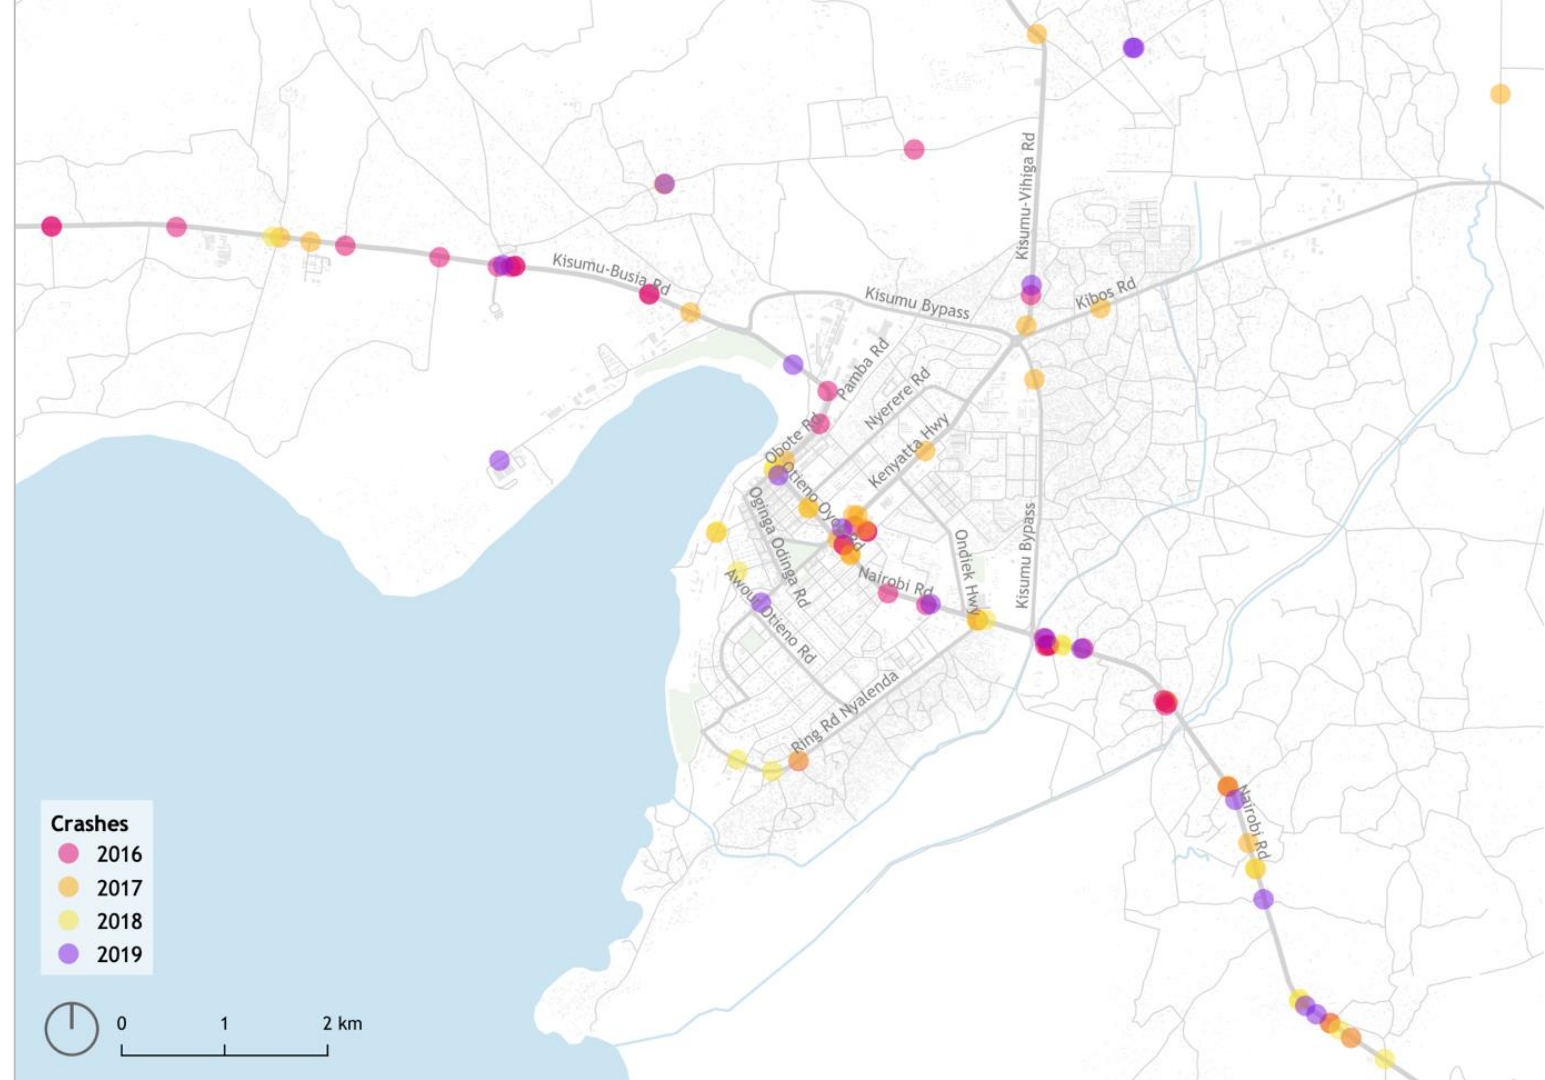 Kisumu-Vihiga Rd
Kisumu-Busia Rd
Kisumu Bypass
Kibos Rd
Pamba Rd
Nyerere Rd
Obote Rd
Kenyatta Hwy
Otieno Oyoo Rd
Oginga Odinga Rd
Ondiek Hwy
Kisumu Bypass
Nairobi Rd
Awour Otieno Rd
Ring Rd Nyalenda
Nairobi Rd
Crashes
2016
2017
2018
2019
0 1 2 km